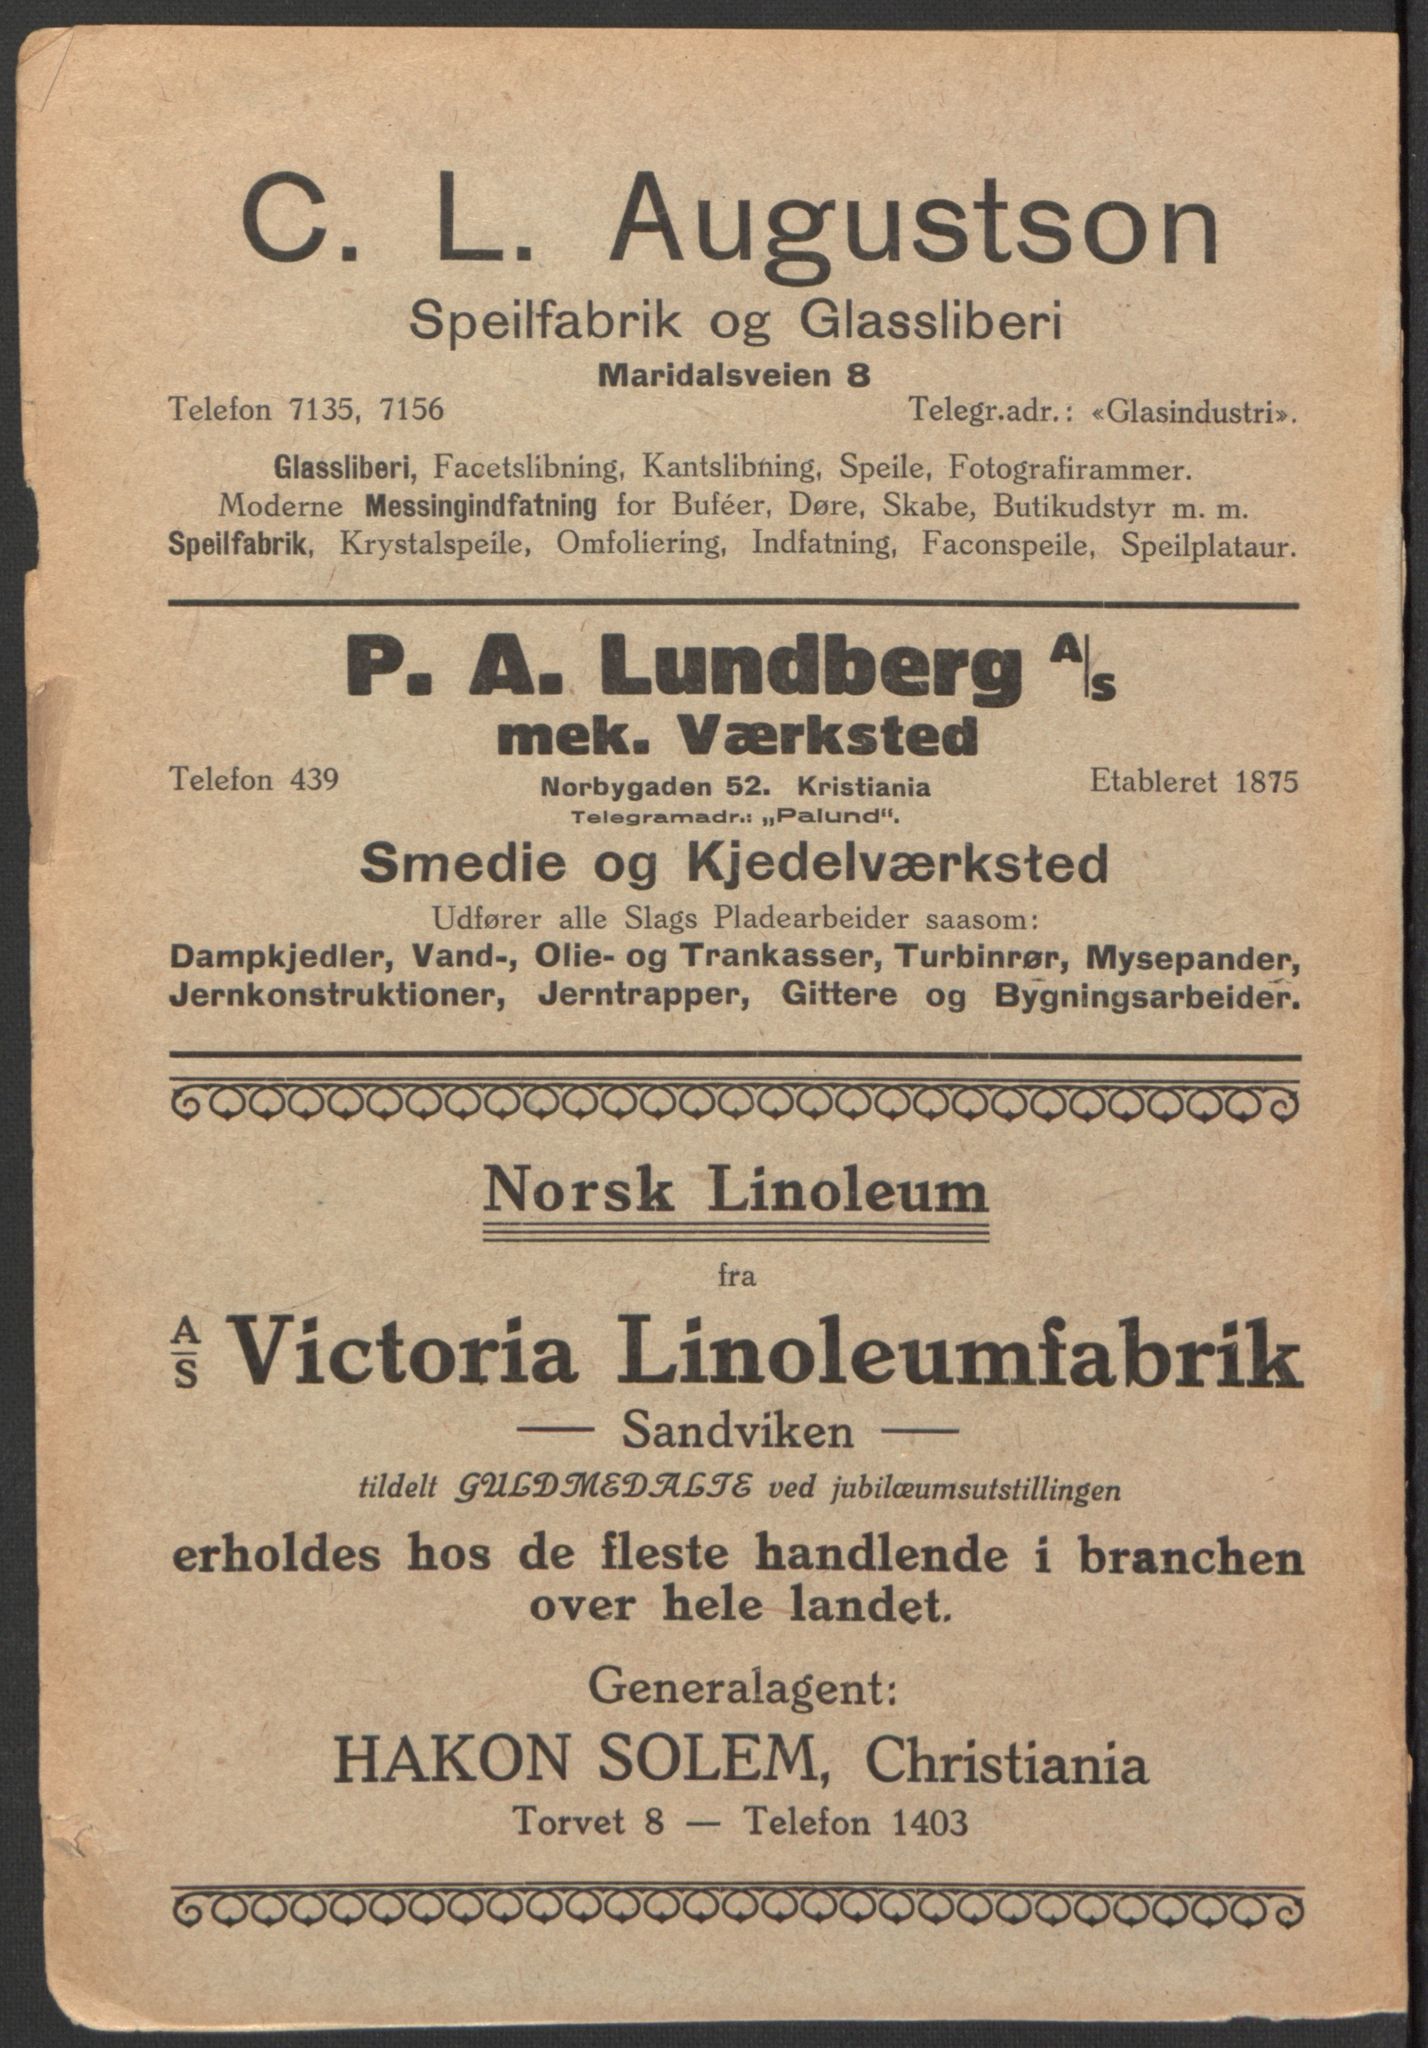 C. L. Augustson
Speilfabrik og Glassliberi
Maridalsveien 8
Telefon 7135, 7156 Telegr.adr.: «Glasindustri».
Glassliberi, Facetslibning, Kantslibning, Speile, Fotografirammer.
Moderne Messingindfatning for Buféer, Døre, Skabe, Butikudstyr m. m.
Speilfabrik, Krystalspeile, Omfoliering, Indfatning, Faconspeile, Speilplataur.
P. A. Lundberg A/s
mek. Værksted
Telefon 439 Norbygaden 52. Kristiania Etableret 1875
Telegramadr.: „Palund“.
Smedie og Kjedelværksted
Udfører alle Slags Pladearbeider saasom:
Dampkjedler, Vand-, Olie- og Trankasser, Turbinrør, Mysepander,
Jernkonstruktioner, Jerntrapper, Gittere og Bygningsarbeider.
Norsk Linoleum
fra
A/S Victoria Linoleumfabrik
— Sandviken —
tildelt GULDMEDALJE ved jubilæumsutstillingen
erholdes hos de fleste handlende i branchen
over hele landet.
Generalagent:
HAKON SOLEM, Christiania
Torvet 8 — Telefon 1403